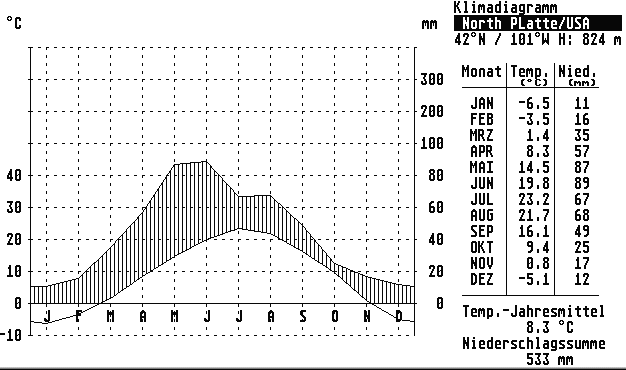 °C
mm
300
200
100
40 80
30 60
20 40
10 20
0 0
-10
J F M A M J J A S O N D
Klimadiagramm
North PLatte/USA
42°N / 101°W H: 824 m
Monat Temp. Nied.
(°C) (mm)
JAN -6.5 11
FEB -3.5 16
MRZ 1.4 35
APR 8.3 57
MAI 14.5 87
JUN 19.8 89
JUL 23.2 67
AUG 21.7 68
SEP 16.1 49
OKT 9.4 25
NOV 0.8 17
DEZ -5.1 12
Temp.-Jahresmittel
8.3 °C
Niederschlagssumme
533 mm